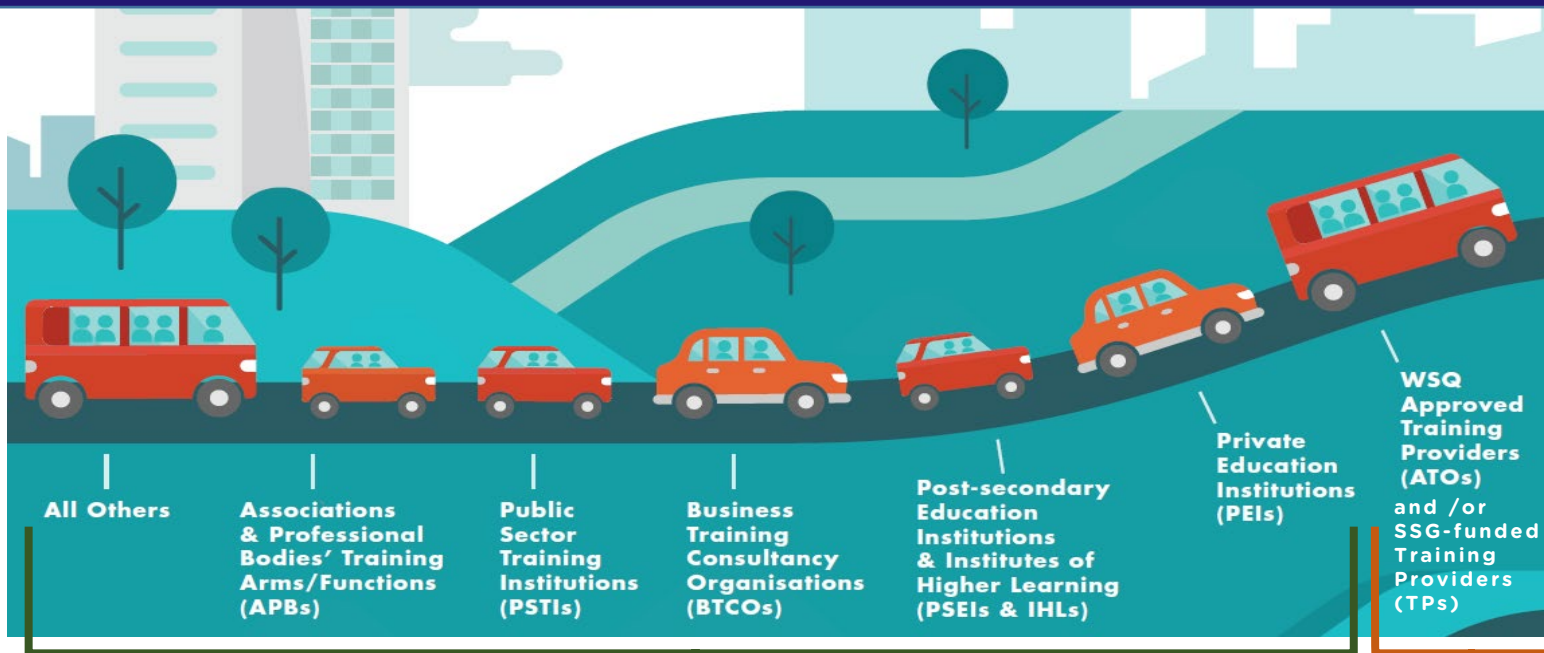 All Others
Associations
& Professional
Bodies’ Training
Arms/Functions
(APBs)
Public
Sector
Training
Institutions
(PSTIs)
Business
Training
Consultancy
Organisations
(BTCOs)
Post-secondary
Education
Institutions
& Institutes of
Higher Learning
(PSEIs & IHLs)
Private
Education
Institutions
(PEIs)
WSQ
Approved
Training
Providers
(ATOs)
and /or
SSG-funded
Training
Providers
(TPs)